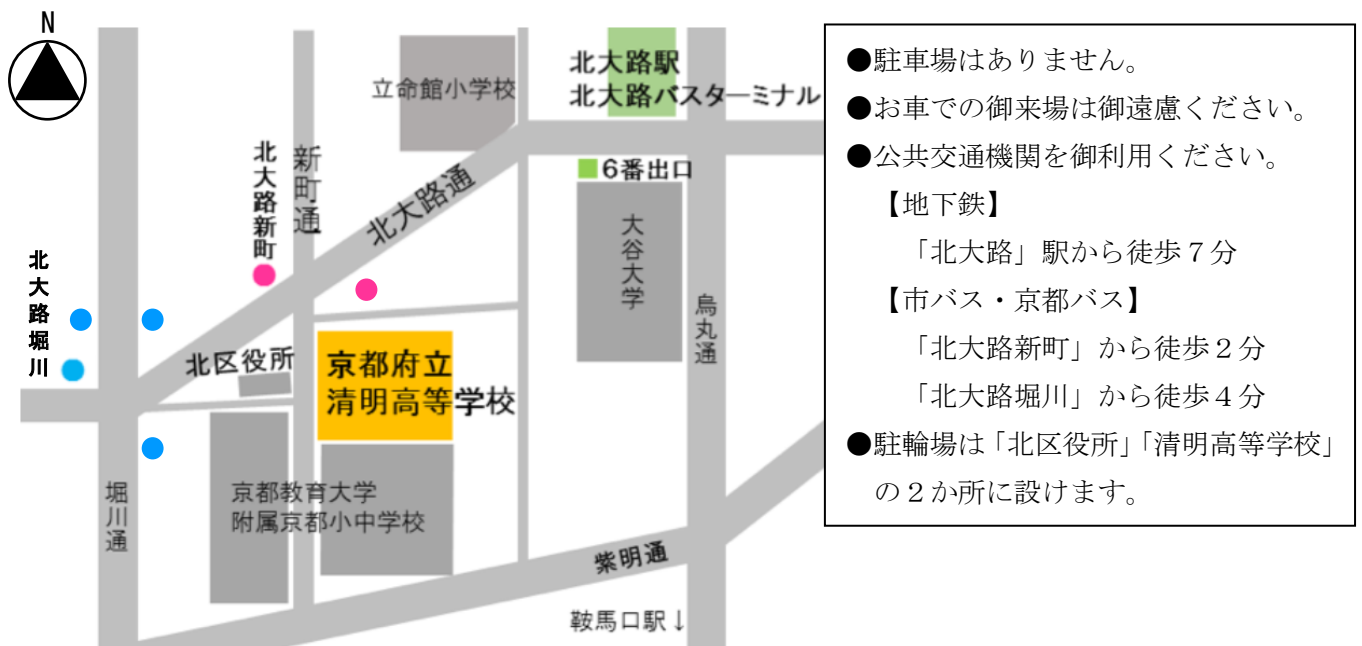 N
立命館小学校
北大路駅
北大路バスターミナル
北大路新町
新町通
北大路通
6番出口
大谷大学
烏丸通
北大路堀川
北区役所
京都府立
清明高等学校
堀川通
京都教育大学
附属京都小中学校
紫明通
鞍馬口駅↓
●駐車場はありません。
●お車での御来場は御遠慮ください。
●公共交通機関を御利用ください。
【地下鉄】
「北大路」駅から徒歩７分
【市バス・京都バス】
「北大路新町」から徒歩２分
「北大路堀川」から徒歩４分
●駐輪場は「北区役所」「清明高等学校」
の２か所に設けます。